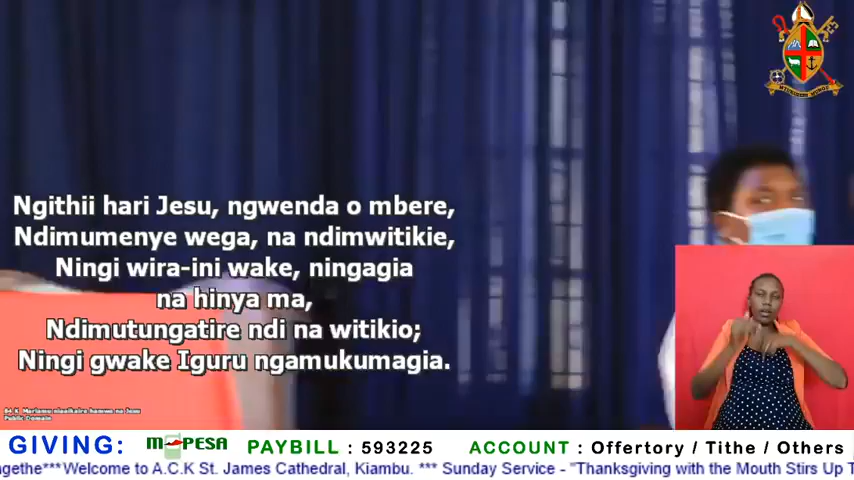 Ngithii hari Jesu, ngwenda o mbere,
Ndimumenye wega, na ndimwitikie,
Ningi wira-ini wake, ningagia
na hinya ma,
Ndimutungatire ndi na witikio;
Ningi gwake Iguru ngamukumagia.
Public Domain
GIVING: M-PESA PAYBILL : 593225 ACCOUNT : Offertory / Tithe / Others /
ngethe***Welcome to A.C.K St. James Cathedral, Kiambu. *** Sunday Service - "Thanksgiving with the Mouth Stirs Up T